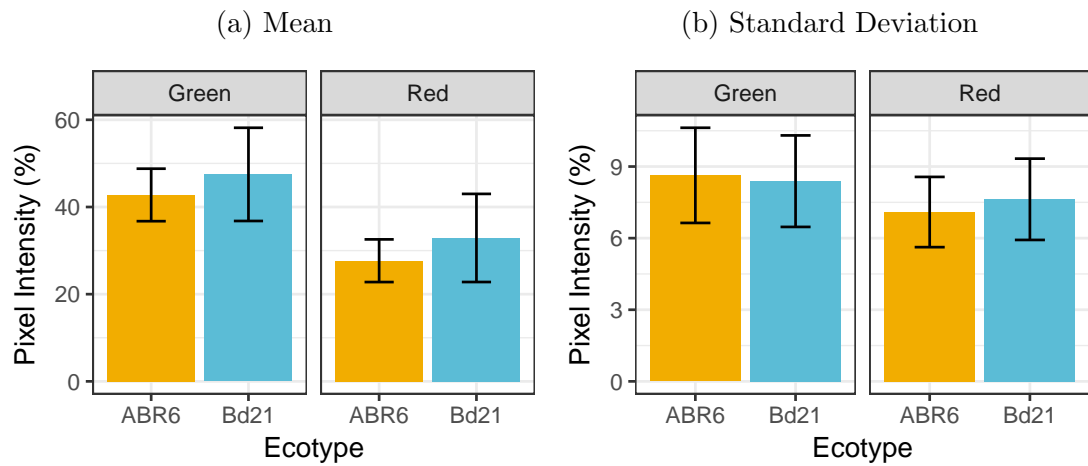 (a) Mean
(b) Standard Deviation
Green
Red
Green
Red
Pixel Intensity (%)
60
40
20
0
Pixel Intensity (%)
9
6
3
0
ABR6
Bd21
ABR6
Bd21
ABR6
Bd21
ABR6
Bd21
Ecotype
Ecotype